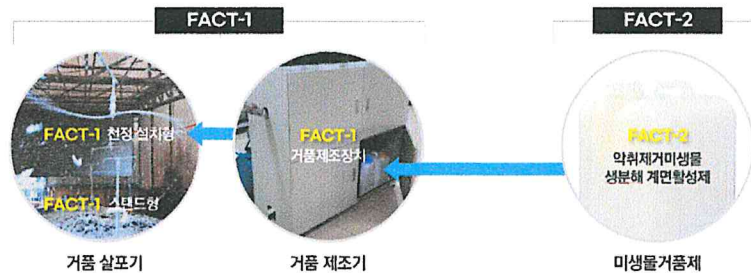 FACT-1
FACT-2
FACT-1 천정 설치형
FACT-1 스탠드형
FACT-1
거품제조장치
FACT-2
악취제거미생물
생분해 계면활성제
거품 살포기
거품 제조기
미생물거품제